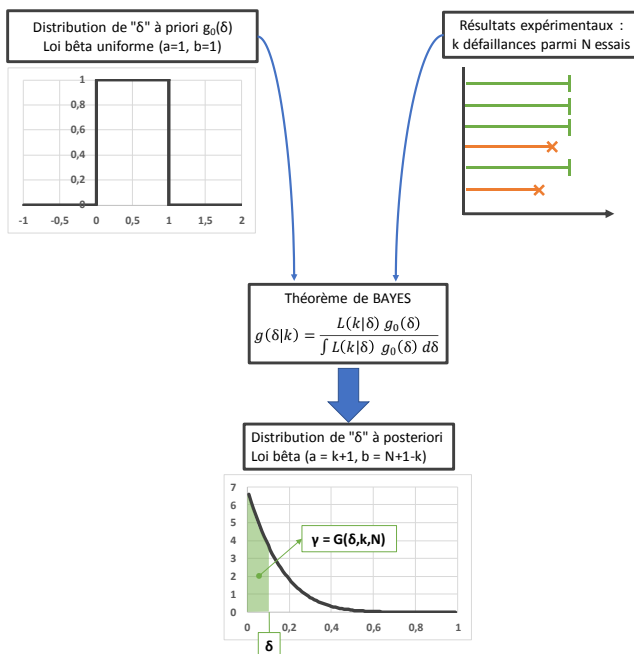 Distribution de "δ" à priori g₀(δ)
Loi bêta uniforme (a=1, b=1)
Résultats expérimentaux :
k défaillances parmi N essais
1
0,8
0,6
0,4
0,2
0
-1 -0,5 0 0,5 1 1,5 2
Théorème de BAYES
g(δ|k) = L(k|δ) g₀(δ) / ∫ L(k|δ) g₀(δ) dδ
Distribution de "δ" à posteriori
Loi bêta (a = k+1, b = N+1-k)
7
6
5
4
3
2
1
0
γ = G(δ,k,N)
0 0,2 0,4 0,6 0,8 1
δ